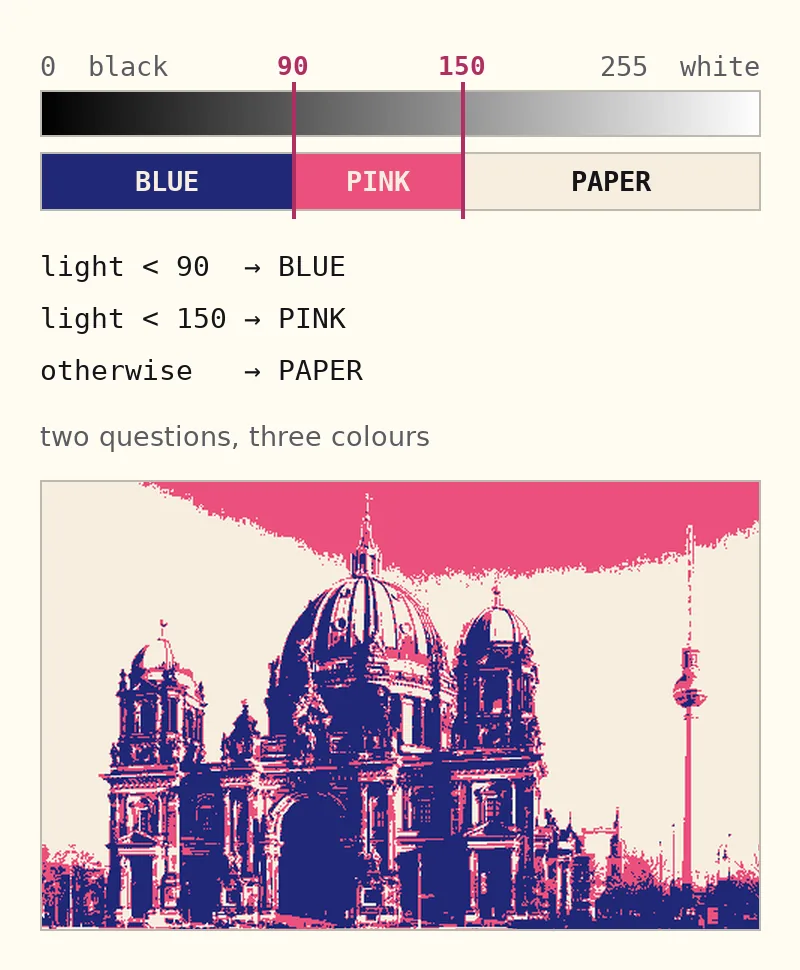 0 black 90 150 255 white
BLUE PINK PAPER
light < 90 → BLUE
light < 150 → PINK
otherwise → PAPER
two questions, three colours